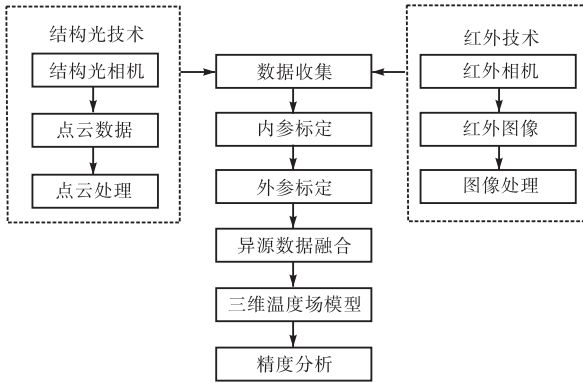 结构光技术
结构光相机
点云数据
点云处理
数据收集
内参标定
外参标定
异源数据融合
三维温度场模型
精度分析
红外技术
红外相机
红外图像
图像处理